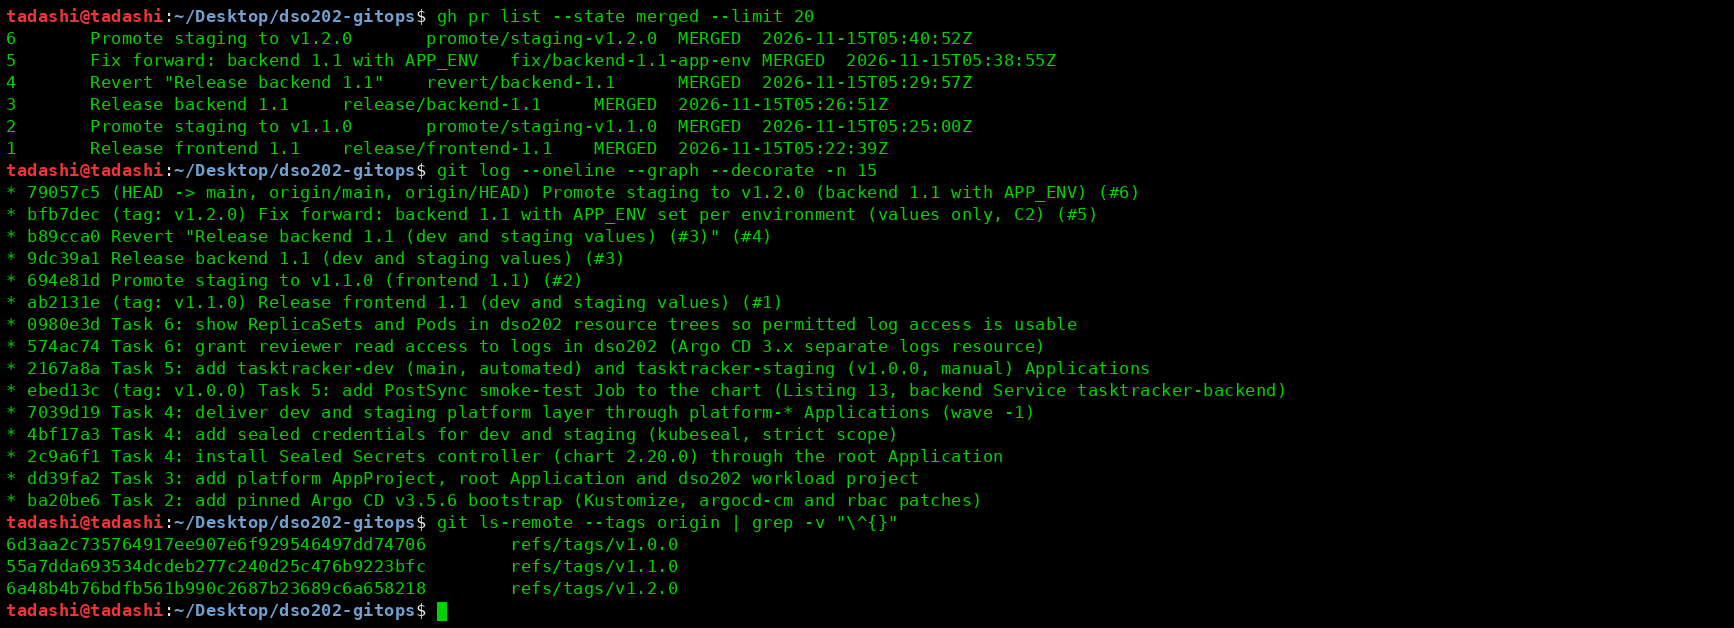 tadashi@tadashi:~/Desktop/dso202-gitops$ gh pr list --state merged --limit 20
6       Promote staging to v1.2.0       promote/staging-v1.2.0  MERGED  2026-11-15T05:40:52Z
5       Fix forward: backend 1.1 with APP_ENV   fix/backend-1.1-app-env MERGED  2026-11-15T05:38:55Z
4       Revert "Release backend 1.1"    revert/backend-1.1      MERGED  2026-11-15T05:29:57Z
3       Release backend 1.1     release/backend-1.1     MERGED  2026-11-15T05:26:51Z
2       Promote staging to v1.1.0       promote/staging-v1.1.0  MERGED  2026-11-15T05:25:00Z
1       Release frontend 1.1    release/frontend-1.1    MERGED  2026-11-15T05:22:39Z
tadashi@tadashi:~/Desktop/dso202-gitops$ git log --oneline --graph --decorate -n 15
* 79057c5 (HEAD -> main, origin/main, origin/HEAD) Promote staging to v1.2.0 (backend 1.1 with APP_ENV) (#6)
* bfb7dec (tag: v1.2.0) Fix forward: backend 1.1 with APP_ENV set per environment (values only, C2) (#5)
* b89cca0 Revert "Release backend 1.1 (dev and staging values) (#3)" (#4)
* 9dc39a1 Release backend 1.1 (dev and staging values) (#3)
* 694e81d Promote staging to v1.1.0 (frontend 1.1) (#2)
* ab2131e (tag: v1.1.0) Release frontend 1.1 (dev and staging values) (#1)
* 0980e3d Task 6: show ReplicaSets and Pods in dso202 resource trees so permitted log access is usable
* 574ac74 Task 6: grant reviewer read access to logs in dso202 (Argo CD 3.x separate logs resource)
* 2167a8a Task 5: add tasktracker-dev (main, automated) and tasktracker-staging (v1.0.0, manual) Applications
* ebed13c (tag: v1.0.0) Task 5: add PostSync smoke-test Job to the chart (Listing 13, backend Service tasktracker-backend)
* 7039d19 Task 4: deliver dev and staging platform layer through platform-* Applications (wave -1)
* 4bf17a3 Task 4: add sealed credentials for dev and staging (kubeseal, strict scope)
* 2c9a6f1 Task 4: install Sealed Secrets controller (chart 2.20.0) through the root Application
* dd39fa2 Task 3: add platform AppProject, root Application and dso202 workload project
* ba20be6 Task 2: add pinned Argo CD v3.5.6 bootstrap (Kustomize, argocd-cm and rbac patches)
tadashi@tadashi:~/Desktop/dso202-gitops$ git ls-remote --tags origin | grep -v "\^{}"
6d3aa2c735764917ee907e6f929546497dd74706        refs/tags/v1.0.0
55a7dda693534dcdeb277c240d25c476b9223bfc        refs/tags/v1.1.0
6a48b4b76bdfb561b990c2687b23689c6a658218        refs/tags/v1.2.0
tadashi@tadashi:~/Desktop/dso202-gitops$